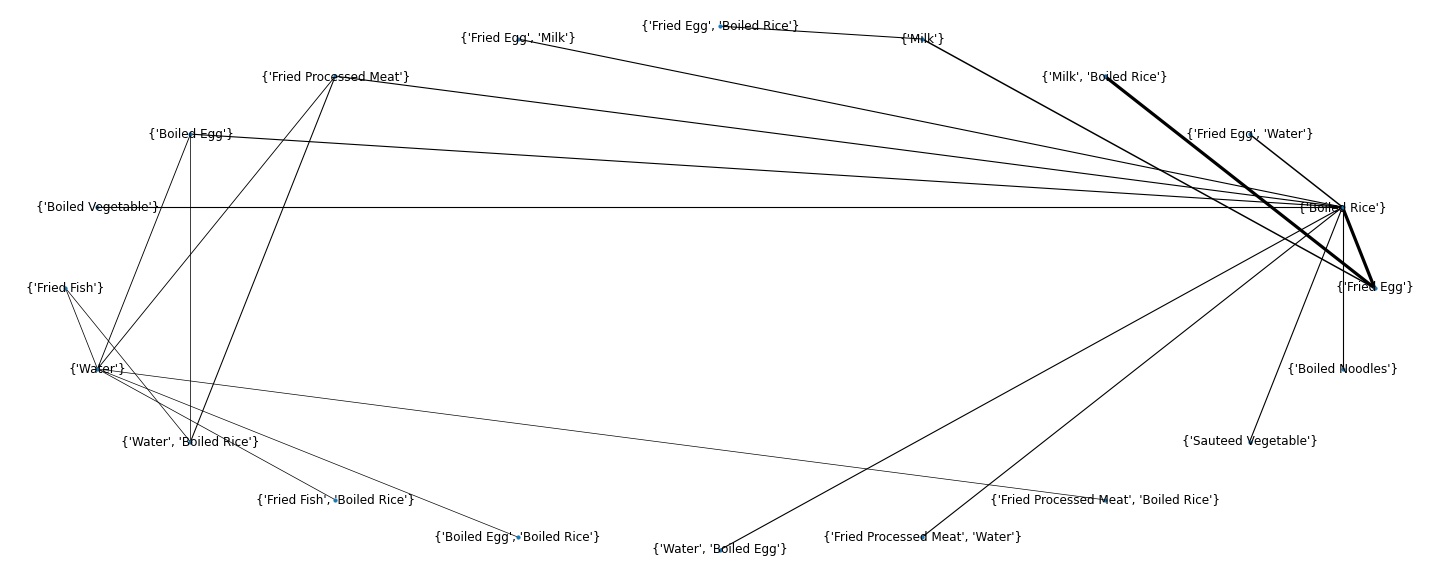 {'Fried Egg', 'Boiled Rice'}
{'Fried Egg', 'Milk'}
{'Milk'}
{'Fried Processed Meat'}
{'Milk', 'Boiled Rice'}
{'Boiled Egg'}
{'Fried Egg', 'Water'}
{'Boiled Vegetable'}
{'Boiled Rice'}
{'Fried Fish'}
{'Fried Egg'}
{'Water'}
{'Boiled Noodles'}
{'Water', 'Boiled Rice'}
{'Sauteed Vegetable'}
{'Fried Fish', 'Boiled Rice'}
{'Fried Processed Meat', 'Boiled Rice'}
{'Boiled Egg', 'Boiled Rice'}
{'Fried Processed Meat', 'Water'}
{'Water', 'Boiled Egg'}